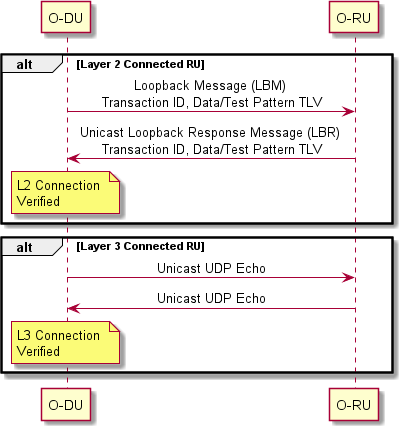 O-DU
O-RU
alt
[Layer 2 Connected RU]
Loopback Message (LBM)
Transaction ID, Data/Test Pattern TLV
Unicast Loopback Response Message (LBR)
Transaction ID, Data/Test Pattern TLV
L2 Connection
Verified
alt
[Layer 3 Connected RU]
Unicast UDP Echo
Unicast UDP Echo
L3 Connection
Verified
O-DU
O-RU